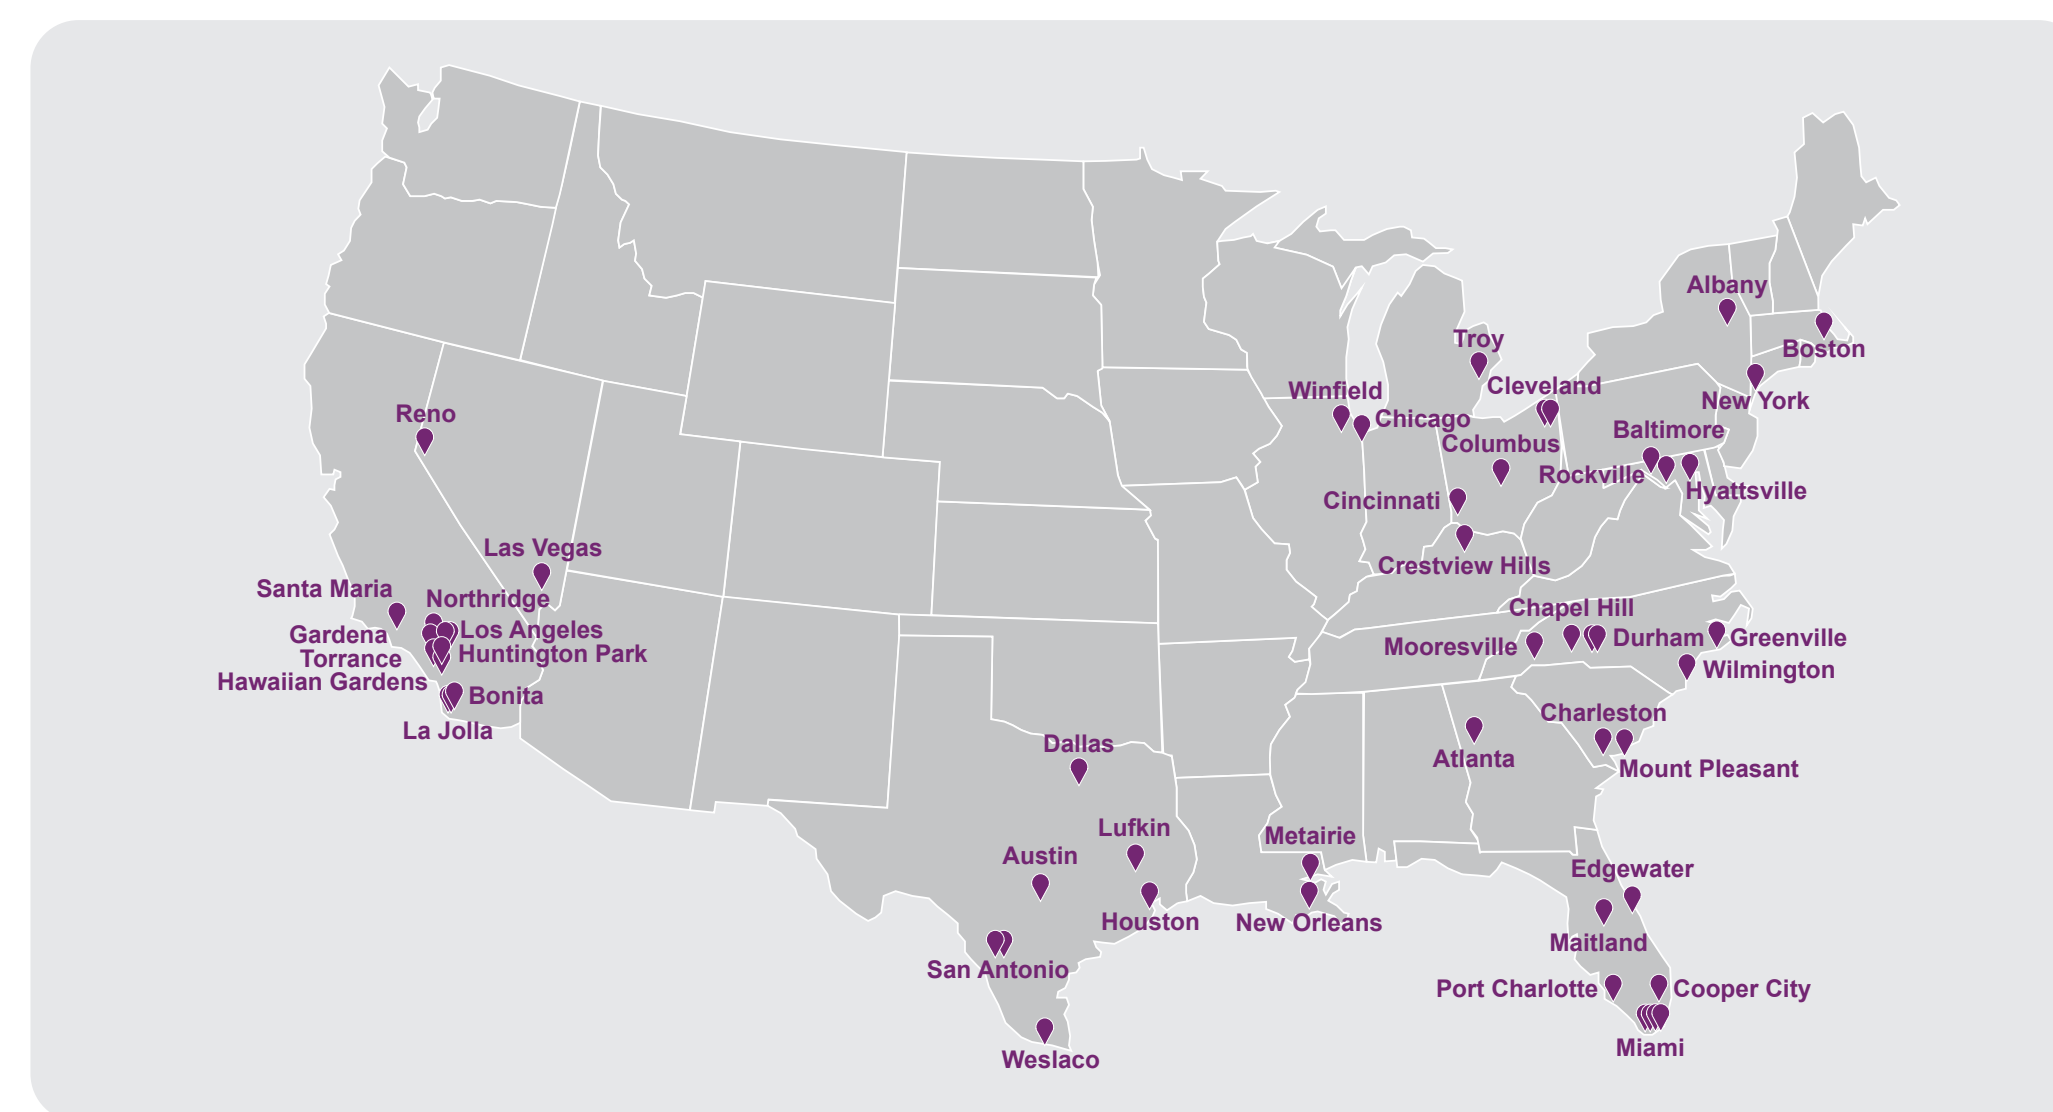 Albany
Troy
Boston
Cleveland
Winfield
New York
Reno
Chicago
Baltimore
Columbus
Rockville
Hyattsville
Cincinnati
Las Vegas
Crestview Hills
Santa Maria
Northridge
Chapel Hill
Gardena
Los Angeles
Durham
Greenville
Mooresville
Torrance
Huntington Park
Wilmington
Hawaiian Gardens
Bonita
Charleston
La Jolla
Dallas
Atlanta
Mount Pleasant
Lufkin
Metairie
Austin
Edgewater
Houston
New Orleans
Maitland
San Antonio
Port Charlotte
Cooper City
Miami
Weslaco